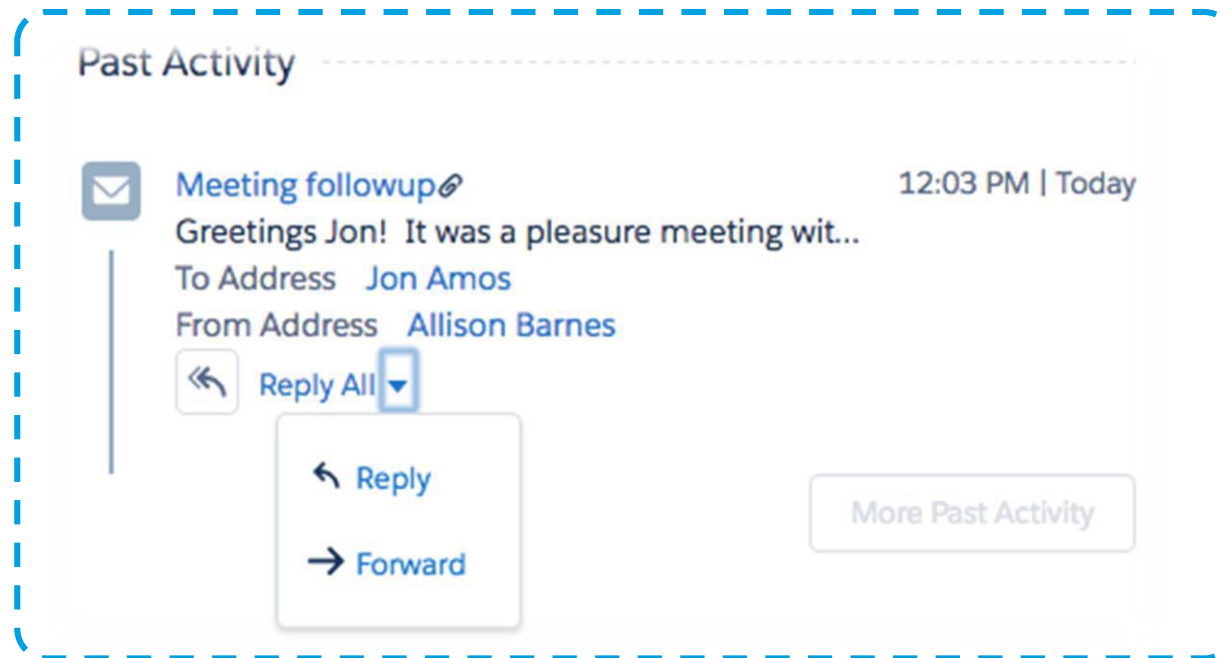 Past Activity
Meeting followup
12:03 PM | Today
Greetings Jon!  It was a pleasure meeting wit...
To Address Jon Amos
From Address Allison Barnes
Reply All
Reply
Forward
More Past Activity